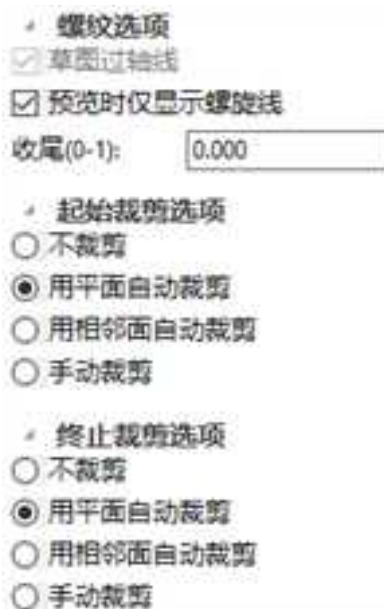 螺纹选项
草图过轴线
预览时仅显示螺旋线
收尾(0-1): 0.000
起始裁剪选项
不裁剪
用平面自动裁剪
用相邻面自动裁剪
手动裁剪
终止裁剪选项
不裁剪
用平面自动裁剪
用相邻面自动裁剪
手动裁剪